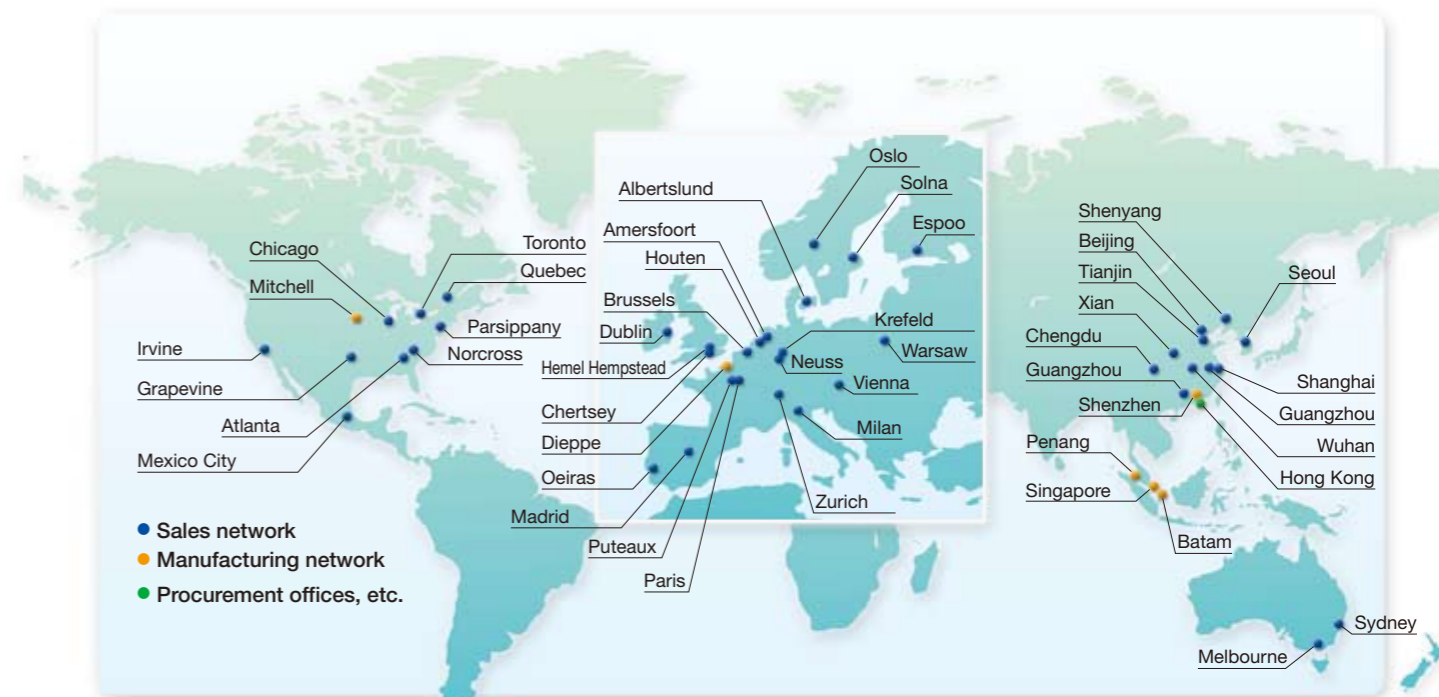 Chicago
Mitchell
Irvine
Grapevine
Atlanta
Mexico City
Toronto
Quebec
Parsippany
Norcross
Albertslund
Amersfoort
Houten
Brussels
Dublin
Hemel Hempstead
Chertsey
Dieppe
Oeiras
Madrid
Puteaux
Paris
Oslo
Solna
Espoo
Krefeld
Warsaw
Neuss
Vienna
Milan
Zurich
Shenyang
Beijing
Tianjin
Xian
Chengdu
Guangzhou
Shenzhen
Penang
Singapore
Seoul
Shanghai
Guangzhou
Wuhan
Hong Kong
Batam
Sydney
Melbourne
Sales network
Manufacturing network
Procurement offices, etc.